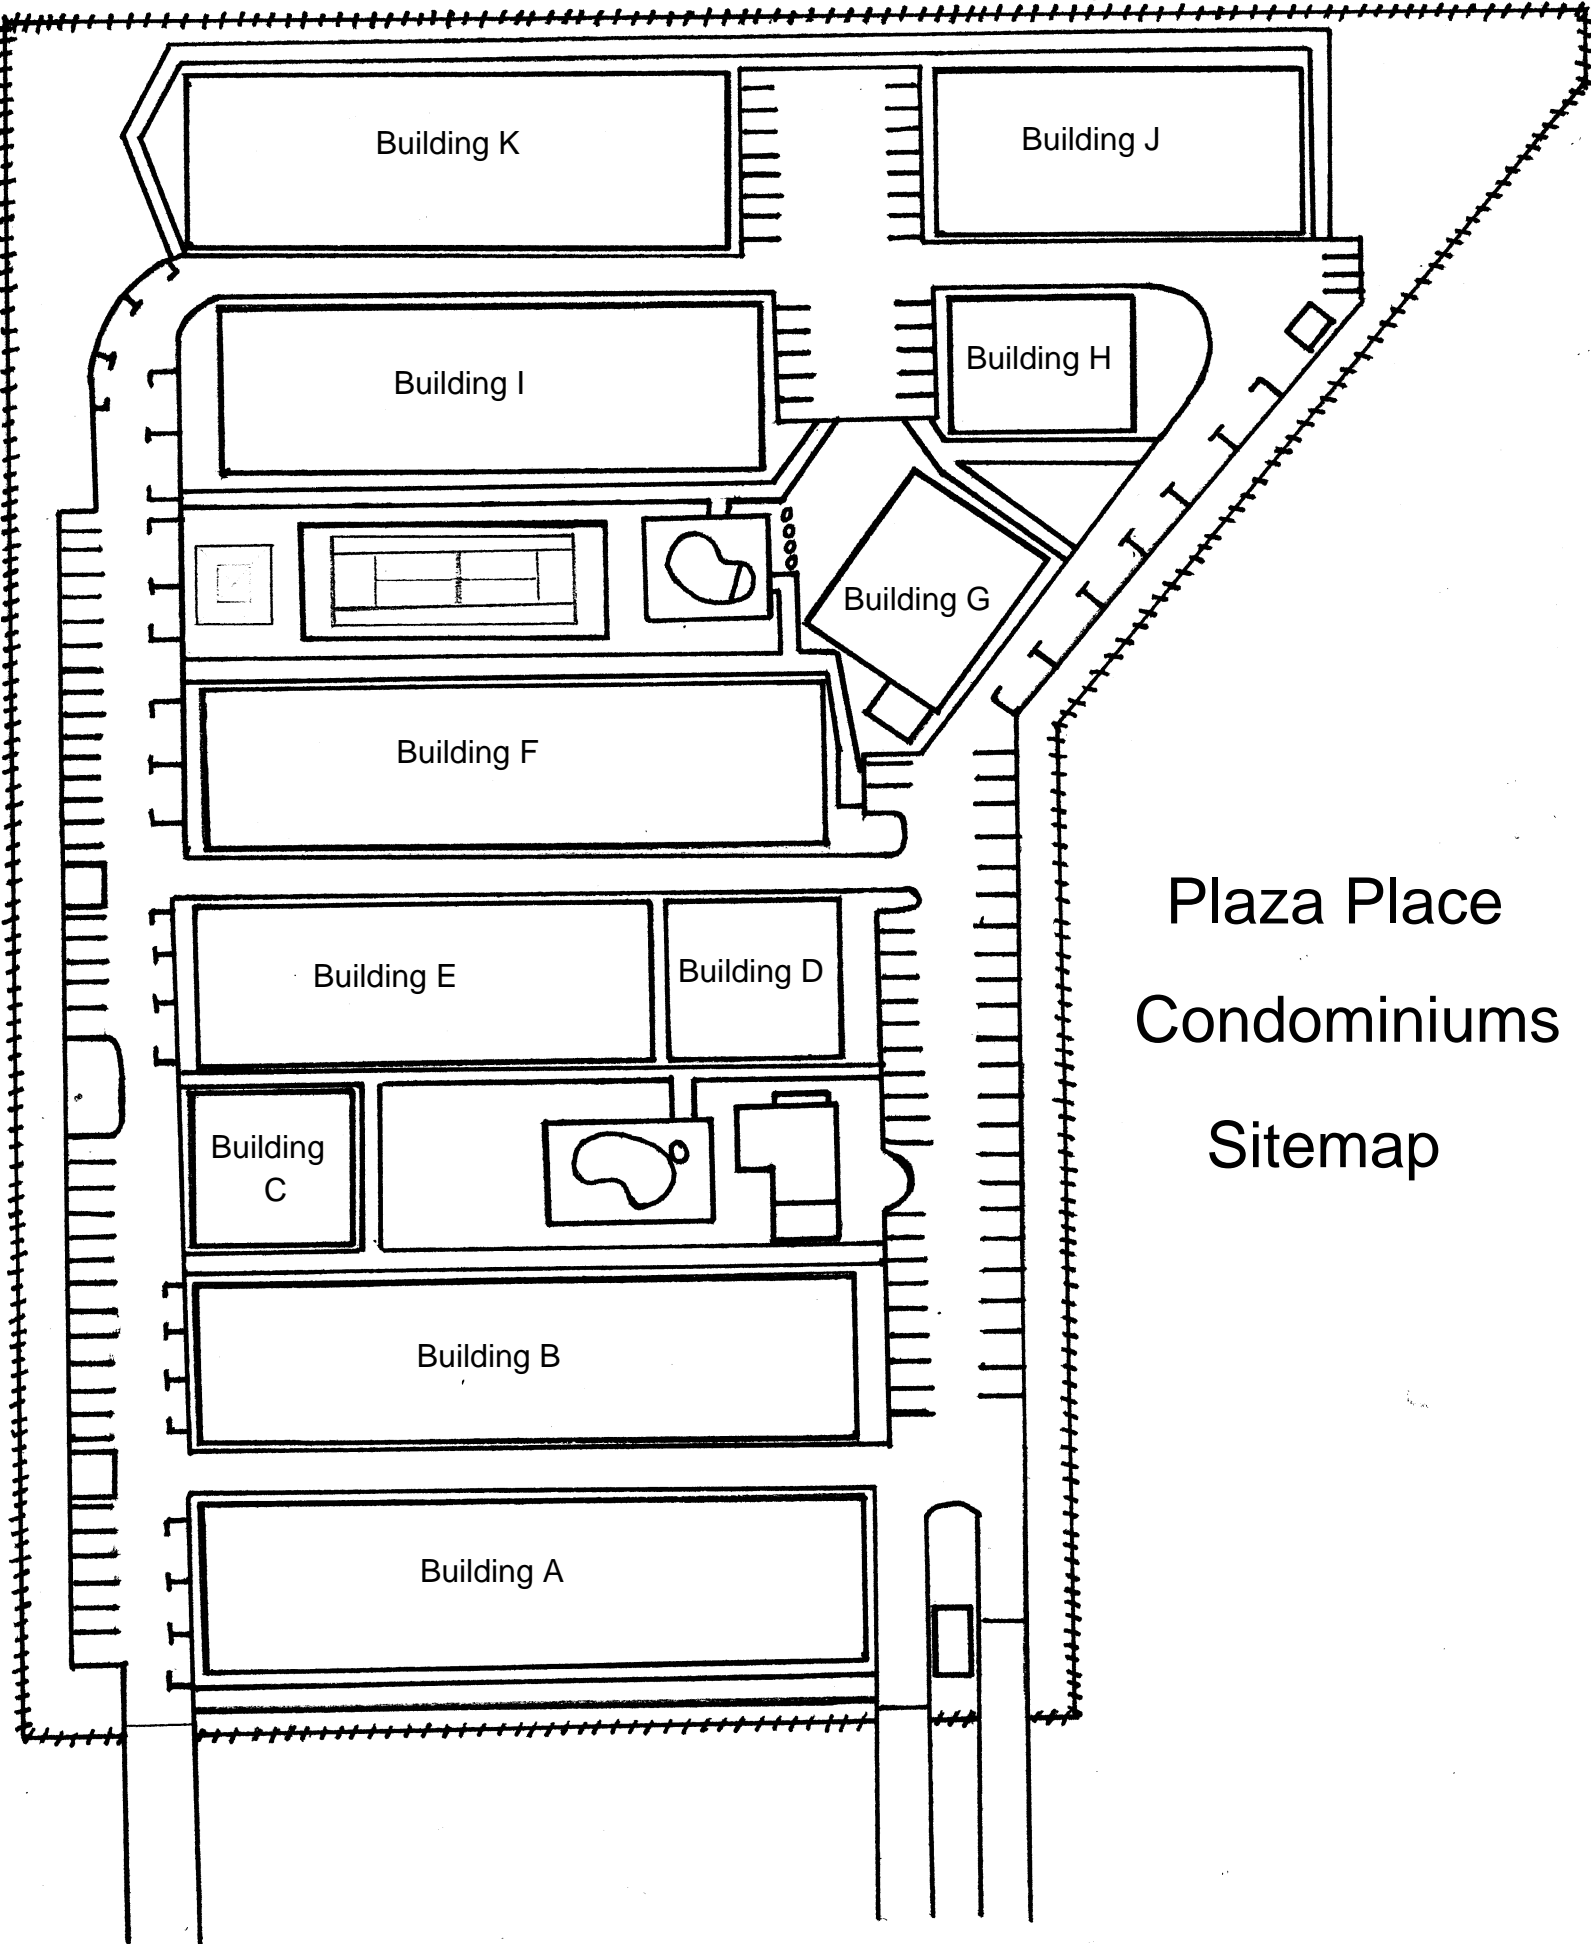 Building K
Building J
Building I
Building H
Building G
Building F
Building E
Building D
Building
C
Building B
Building A
Plaza Place
Condominiums
Sitemap